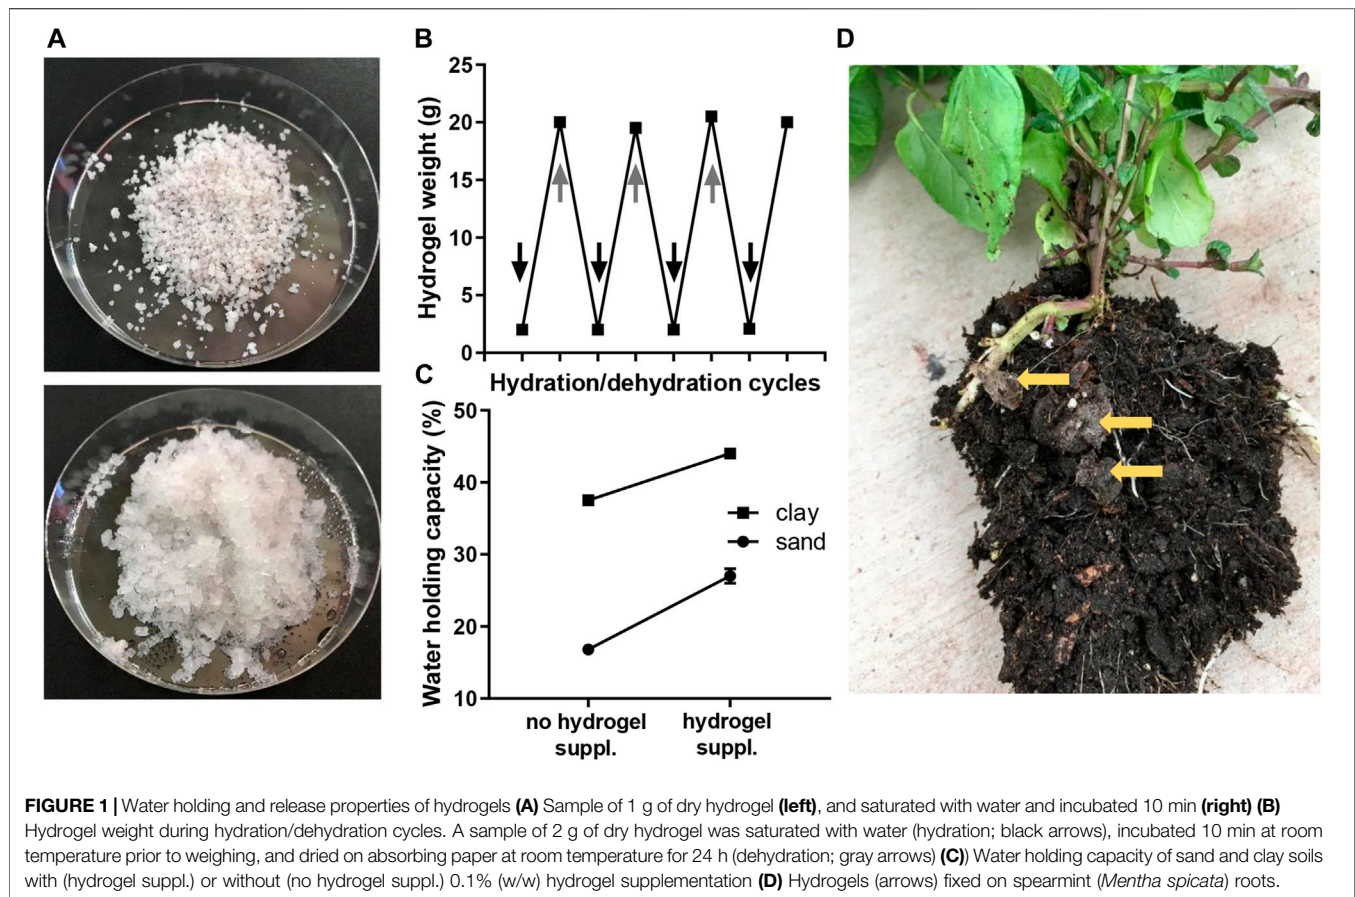 A
B
25
20
15
10
5
0
Hydrogel weight (g)
Hydration/dehydration cycles
C
50
40
30
20
10
Water holding capacity (%)
clay
sand
no hydrogel
suppl.
hydrogel
suppl.
D
FIGURE 1 | Water holding and release properties of hydrogels (A) Sample of 1 g of dry hydrogel (left), and saturated with water and incubated 10 min (right) (B)
Hydrogel weight during hydration/dehydration cycles. A sample of 2 g of dry hydrogel was saturated with water (hydration; black arrows), incubated 10 min at room
temperature prior to weighing, and dried on absorbing paper at room temperature for 24 h (dehydration; gray arrows) (C)) Water holding capacity of sand and clay soils
with (hydrogel suppl.) or without (no hydrogel suppl.) 0.1% (w/w) hydrogel supplementation (D) Hydrogels (arrows) fixed on spearmint (Mentha spicata) roots.